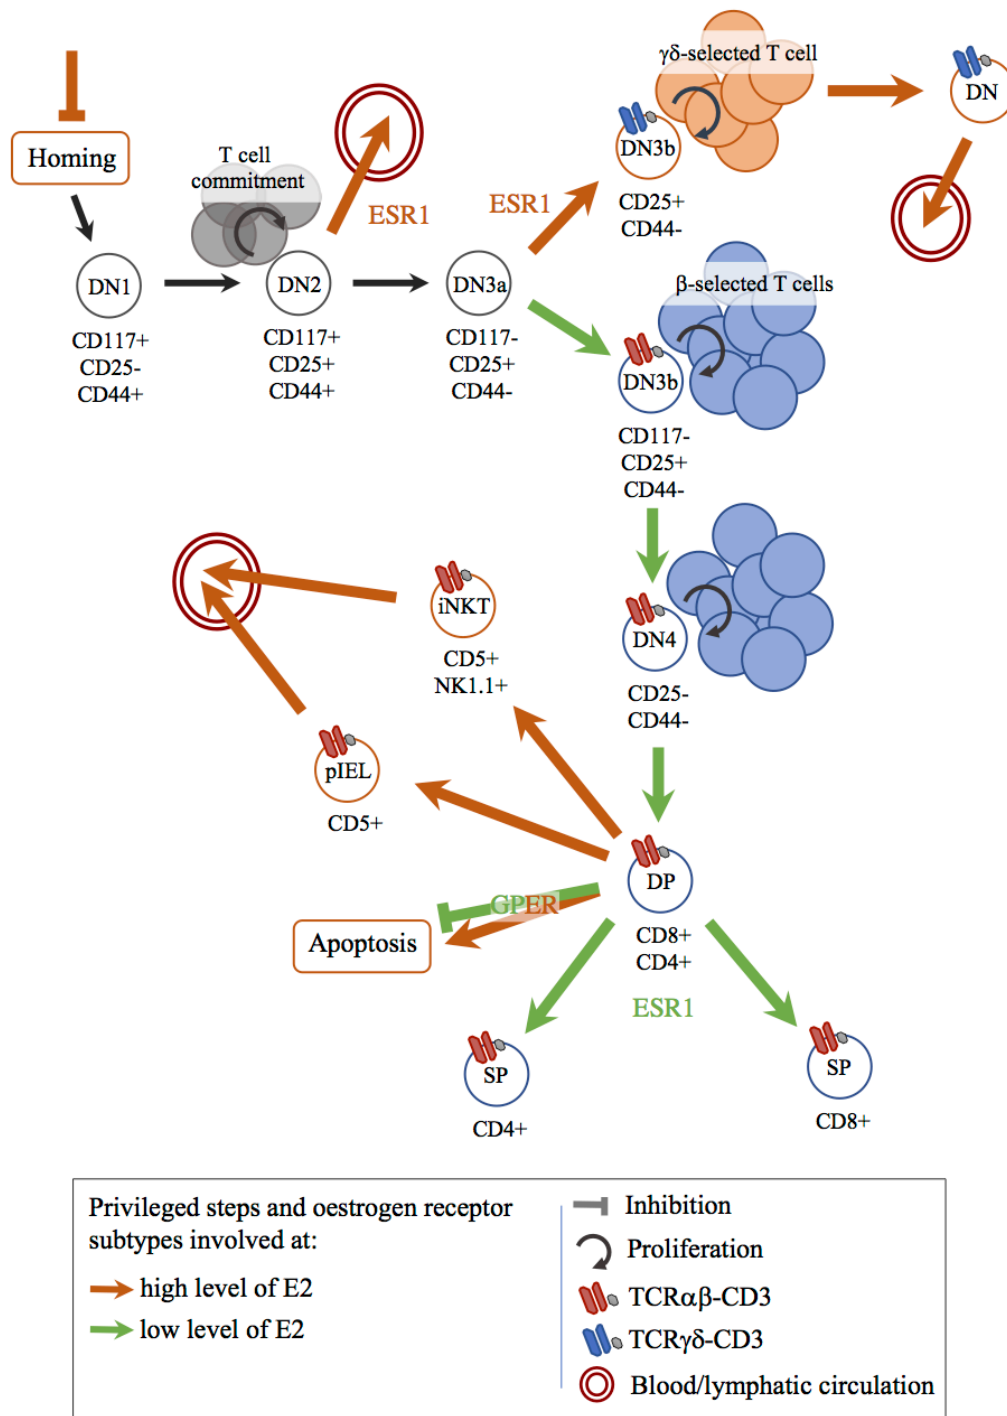 γδ-selected T cell
DN
DN3b
CD25+
CD44-
Homing
T cell
commitment
ESR1
ESR1
DN1
CD117+
CD25-
CD44+
DN2
CD117+
CD25+
CD44+
DN3a
CD117-
CD25+
CD44-
β-selected T cells
DN3b
CD117-
CD25+
CD44-
iNKT
CD5+
NK1.1+
DN4
CD25-
CD44-
pIEL
CD5+
DP
CD8+
CD4+
GPER
Apoptosis
ESR1
SP
CD4+
SP
CD8+
Privileged steps and oestrogen receptor
subtypes involved at:
high level of E2
low level of E2
Inhibition
Proliferation
TCRαβ-CD3
TCRγδ-CD3
Blood/lymphatic circulation